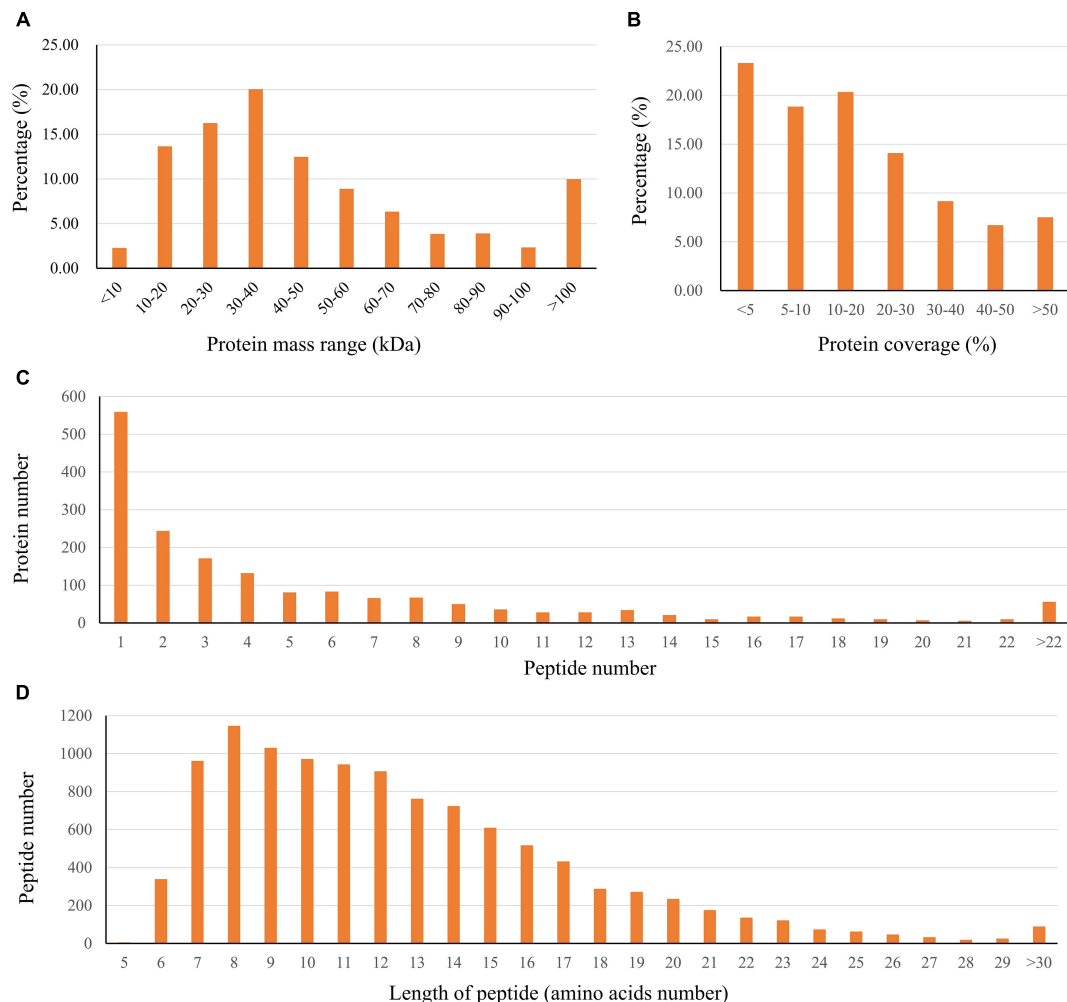 A
25.00
20.00
15.00
10.00
5.00
0.00
Percentage (%)
<10 10-20 20-30 30-40 40-50 50-60 60-70 70-80 80-90 90-100 >100
Protein mass range (kDa)
B
25.00
20.00
15.00
10.00
5.00
0.00
Percentage (%)
<5 5-10 10-20 20-30 30-40 40-50 >50
Protein coverage (%)
C
600
500
400
300
200
100
0
Protein number
1 2 3 4 5 6 7 8 9 10 11 12 13 14 15 16 17 18 19 20 21 22 >22
Peptide number
D
1200
1000
800
600
400
200
0
Peptide number
5 6 7 8 9 10 11 12 13 14 15 16 17 18 19 20 21 22 23 24 25 26 27 28 29 >30
Length of peptide (amino acids number)